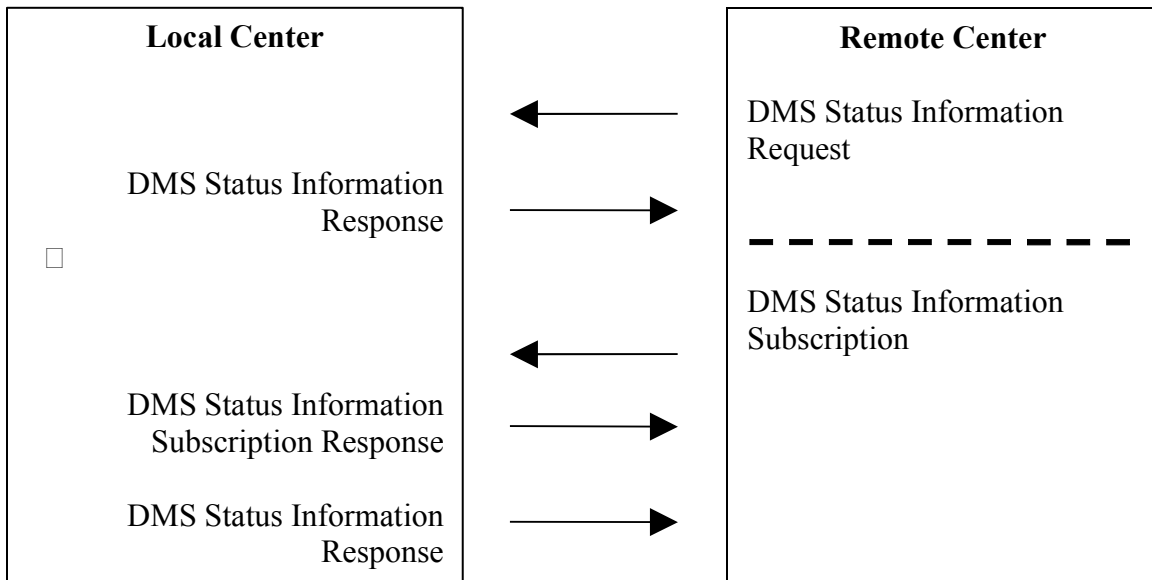 Local Center
Remote Center
DMS Status Information
Request
DMS Status Information
Response
DMS Status Information
Subscription
DMS Status Information
Subscription Response
DMS Status Information
Response